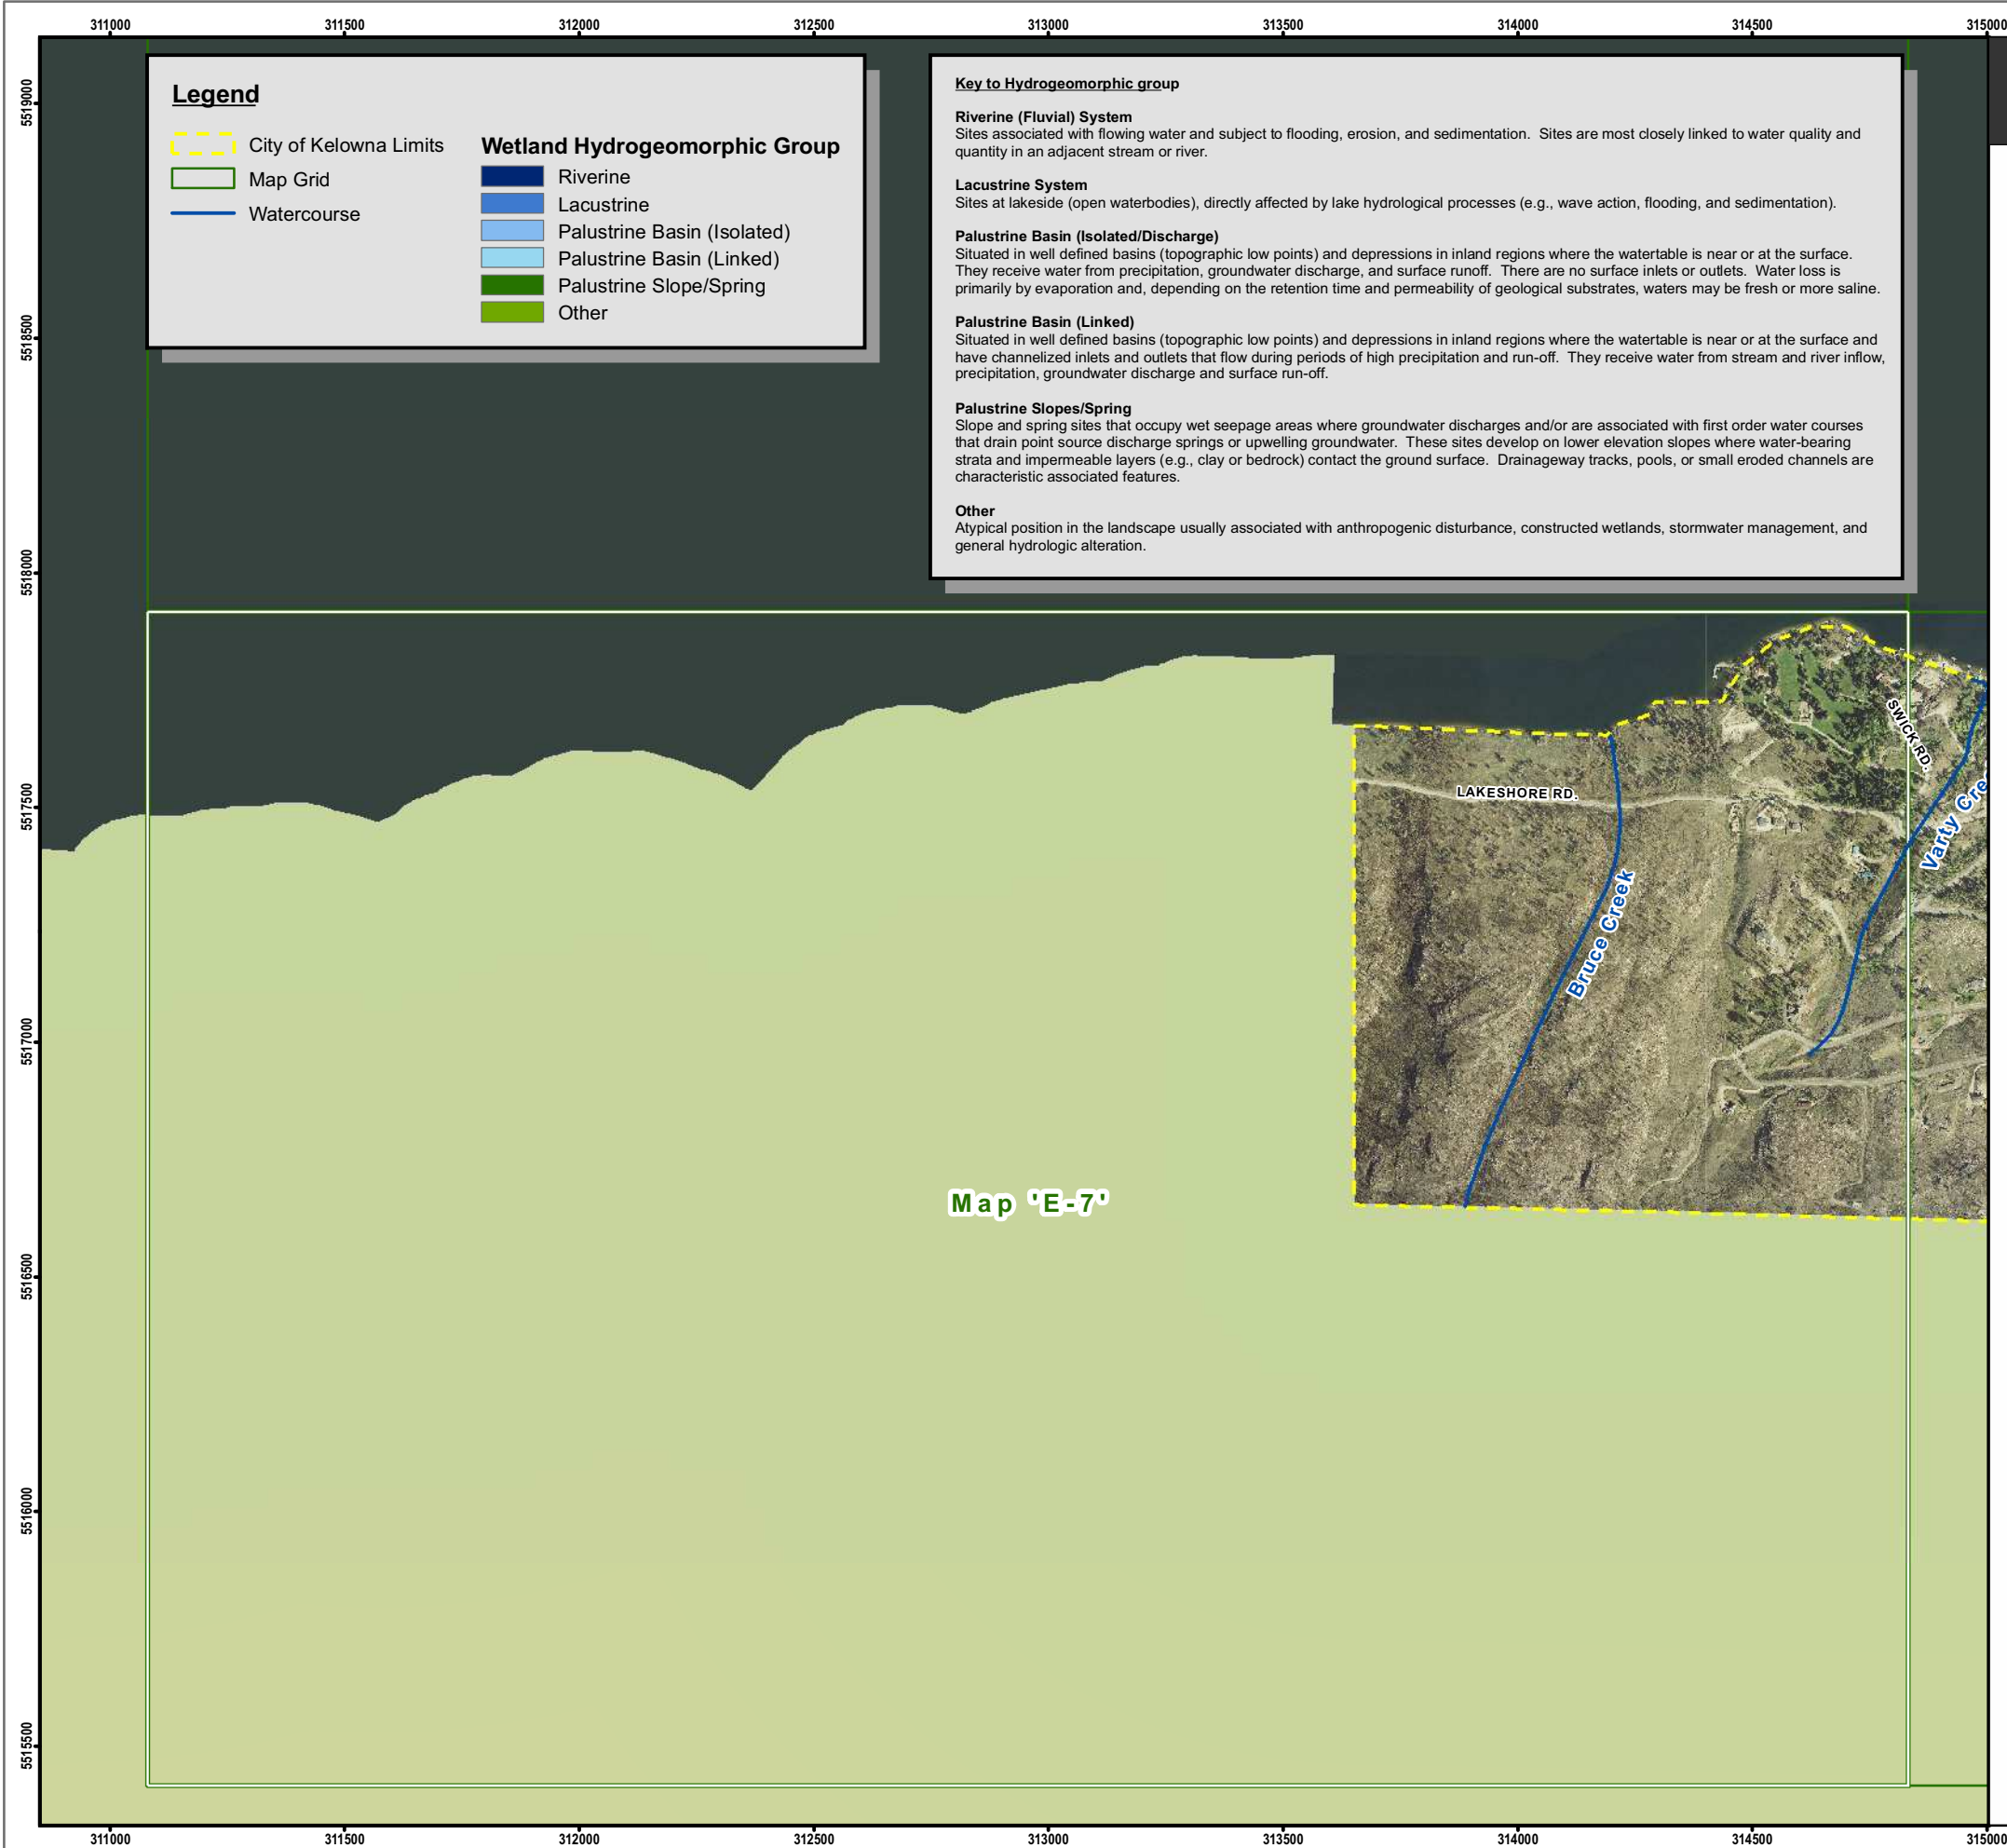 311000 311500 312000 312500 313000 313500 314000 314500 315000
5519000
5518500
5518000
5517500
5517000
5516500
5516000
5515500
Legend
City of Kelowna Limits
Map Grid
Watercourse
Wetland Hydrogeomorphic Group
Riverine
Lacustrine
Palustrine Basin (Isolated)
Palustrine Basin (Linked)
Palustrine Slope/Spring
Other
Key to Hydrogeomorphic group
Riverine (Fluvial) System
Sites associated with flowing water and subject to flooding, erosion, and sedimentation. Sites are most closely linked to water quality and
quantity in an adjacent stream or river.
Lacustrine System
Sites at lakeside (open waterbodies), directly affected by lake hydrological processes (e.g., wave action, flooding, and sedimentation).
Palustrine Basin (Isolated/Discharge)
Situated in well defined basins (topographic low points) and depressions in inland regions where the watertable is near or at the surface.
They receive water from precipitation, groundwater discharge, and surface runoff. There are no surface inlets or outlets. Water loss is
primarily by evaporation and, depending on the retention time and permeability of geological substrates, waters may be fresh or more saline.
Palustrine Basin (Linked)
Situated in well defined basins (topographic low points) and depressions in inland regions where the watertable is near or at the surface and
have channelized inlets and outlets that flow during periods of high precipitation and run-off. They receive water from stream and river inflow,
precipitation, groundwater discharge and surface run-off.
Palustrine Slopes/Spring
Slope and spring sites that occupy wet seepage areas where groundwater discharges and/or are associated with first order water courses
that drain point source discharge springs or upwelling groundwater. These sites develop on lower elevation slopes where water-bearing
strata and impermeable layers (e.g., clay or bedrock) contact the ground surface. Drainageway tracks, pools, or small eroded channels are
characteristic associated features.
Other
Atypical position in the landscape usually associated with anthropogenic disturbance, constructed wetlands, stormwater management, and
general hydrologic alteration.
SWICK RD.
LAKESHORE RD.
Varty Cree
Bruce Creek
Map 'E-7'
311000 311500 312000 312500 313000 313500 314000 314500 315000